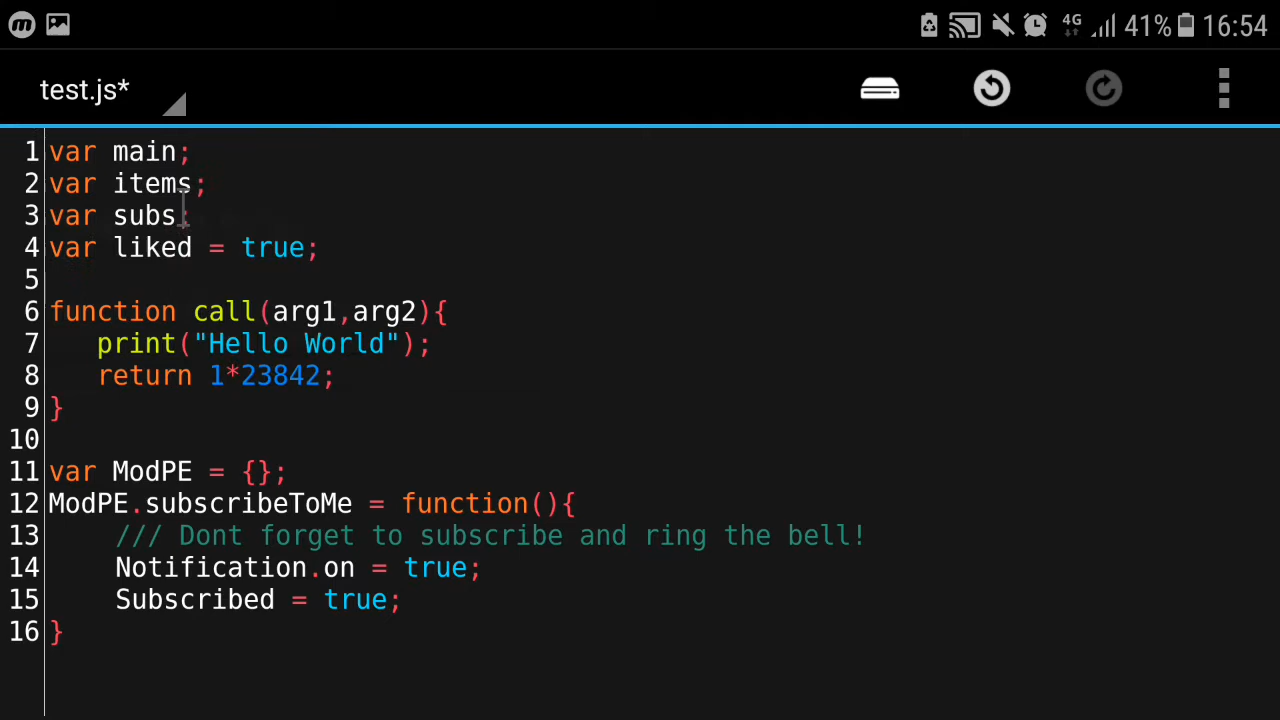 4G 41% 16:54
test.js*
1 var main;
2 var items;
3 var subs;
4 var liked = true;
5
6 function call(arg1,arg2){
7    print("Hello World");
8    return 1*23842;
9 }
10
11 var ModPE = {};
12 ModPE.subscribeToMe = function(){
13     /// Dont forget to subscribe and ring the bell!
14     Notification.on = true;
15     Subscribed = true;
16 }